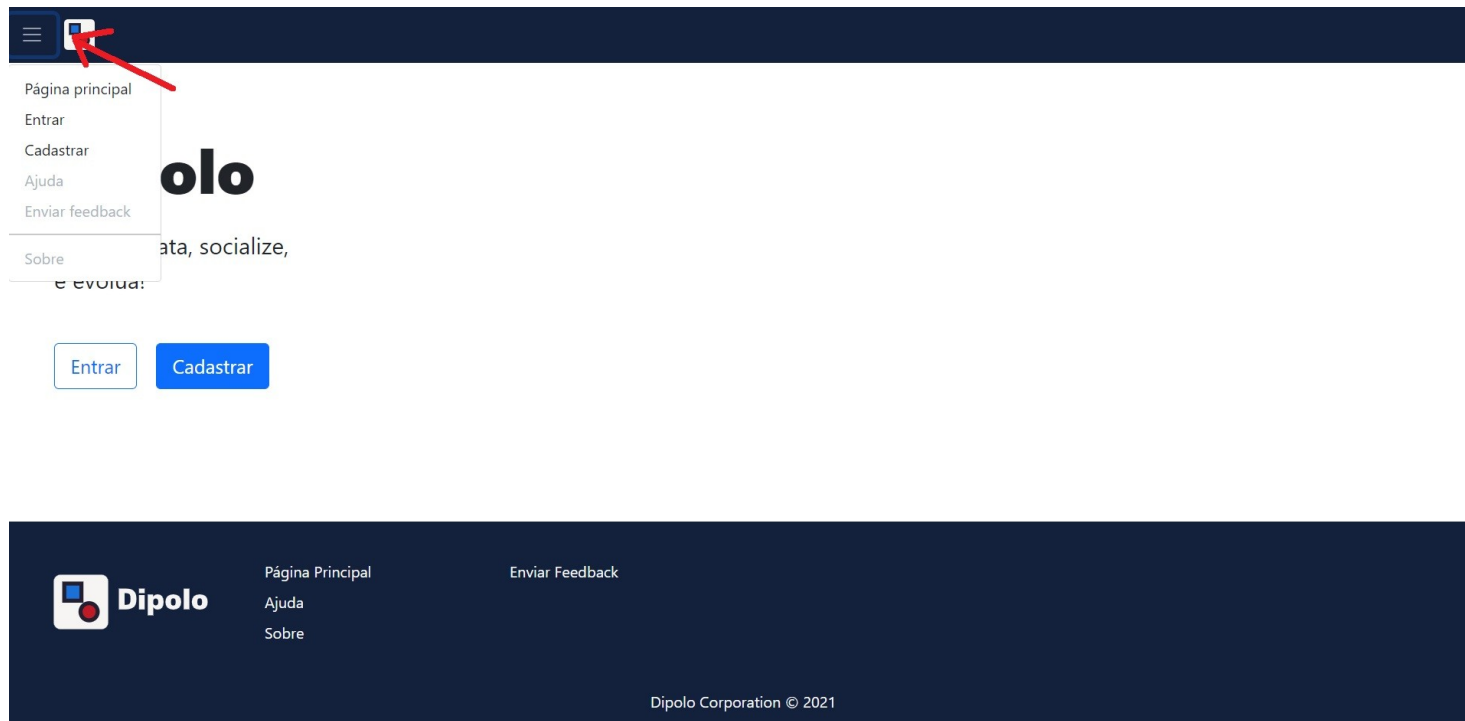 Página principal
Entrar
Cadastrar
Ajuda
Enviar feedback
Sobre
olo
ata, socialize,
e evolua!
Entrar
Cadastrar
Dipolo
Página Principal
Ajuda
Sobre
Enviar Feedback
Dipolo Corporation © 2021